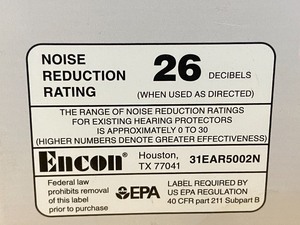 NOISE
REDUCTION
RATING
26 DECIBELS
(WHEN USED AS DIRECTED)
THE RANGE OF NOISE REDUCTION RATINGS
FOR EXISTING HEARING PROTECTORS
IS APPROXIMATELY 0 TO 30
(HIGHER NUMBERS DENOTE GREATER EFFECTIVENESS)
Encon Houston, TX 77041 31EAR5002N
Federal law
prohibits removal
of this label
prior to purchase
EPA
LABEL REQUIRED BY
US EPA REGULATION
40 CFR part 211 Subpart B